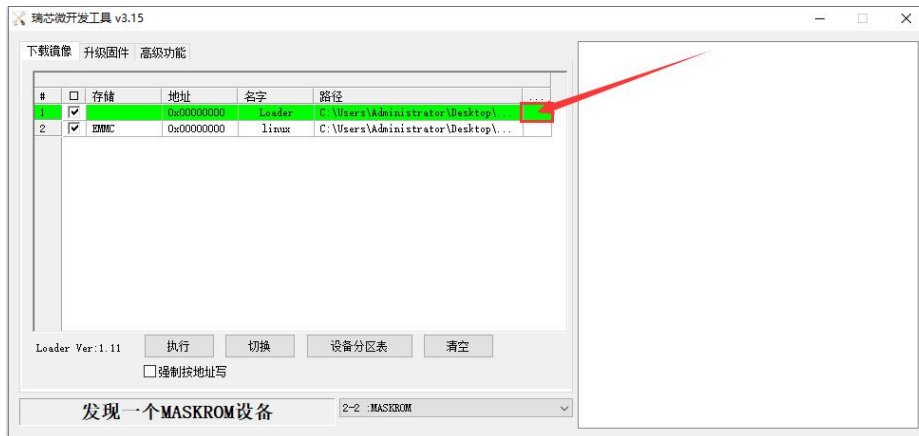 瑞芯微开发工具 v3.15
下载镜像 升级固件 高级功能
# 存储 地址 名字 路径 ...
1 0x00000000 Loader C:\Users\Administrator\Desktop\...
2 EMMC 0x00000000 linux C:\Users\Administrator\Desktop\...
Loader Ver:1.11 执行 切换 设备分区表 清空
强制按地址写
发现一个MASKROM设备 2-2 :MASKROM